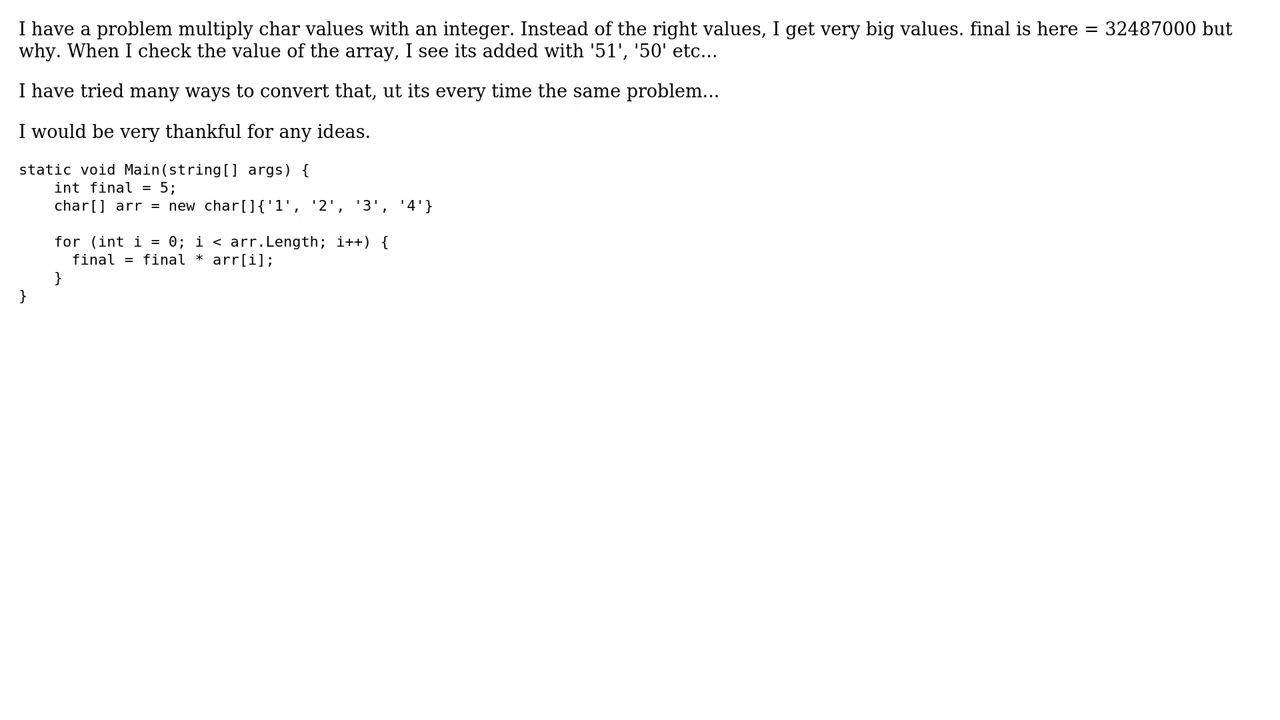 I have a problem multiply char values with an integer. Instead of the right values, I get very big values. final is here = 32487000 but
why. When I check the value of the array, I see its added with '51', '50' etc...
I have tried many ways to convert that, ut its every time the same problem...
I would be very thankful for any ideas.
static void Main(string[] args) {
    int final = 5;
    char[] arr = new char[]{'1', '2', '3', '4'}
    for (int i = 0; i < arr.Length; i++) {
      final = final * arr[i];
    }
}